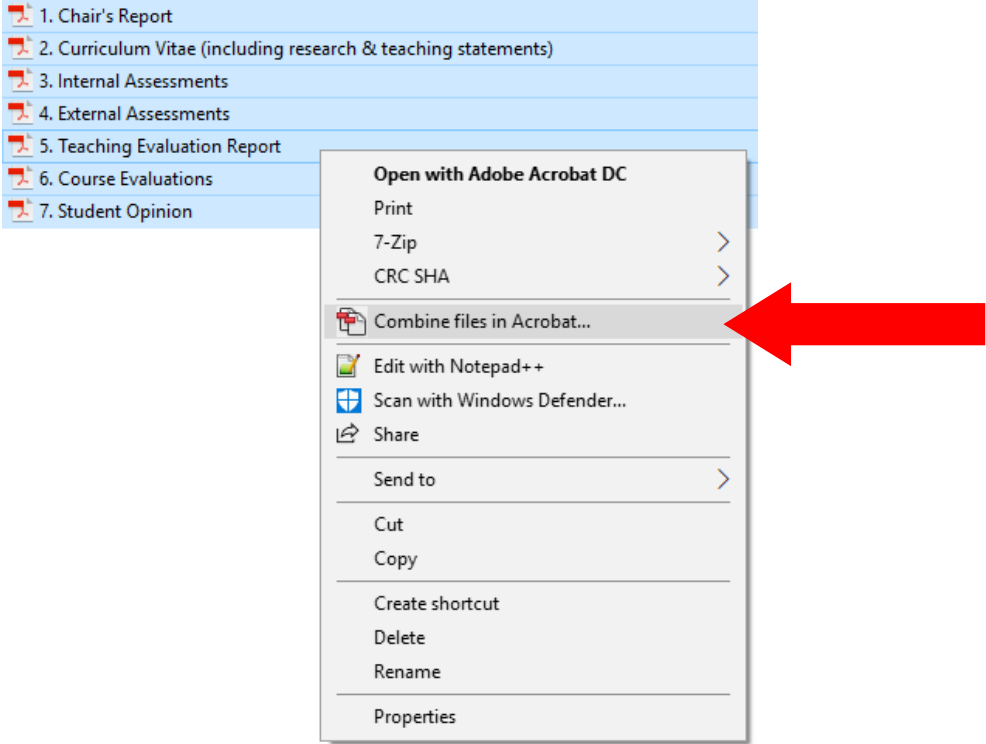 1. Chair's Report
2. Curriculum Vitae (including research & teaching statements)
3. Internal Assessments
4. External Assessments
5. Teaching Evaluation Report
6. Course Evaluations
7. Student Opinion
Open with Adobe Acrobat DC
Print
7-Zip
CRC SHA
Combine files in Acrobat...
Edit with Notepad++
Scan with Windows Defender...
Share
Send to
Cut
Copy
Create shortcut
Delete
Rename
Properties